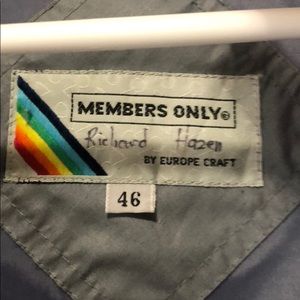 MEMBERS ONLY®
Richard Hazen
BY EUROPE CRAFT
46